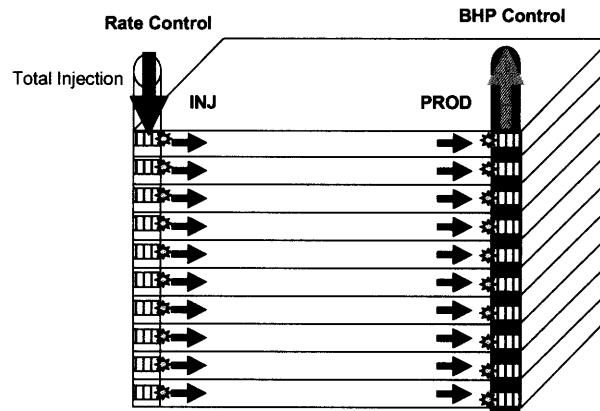 Rate Control
BHP Control
Total Injection
INJ
PROD